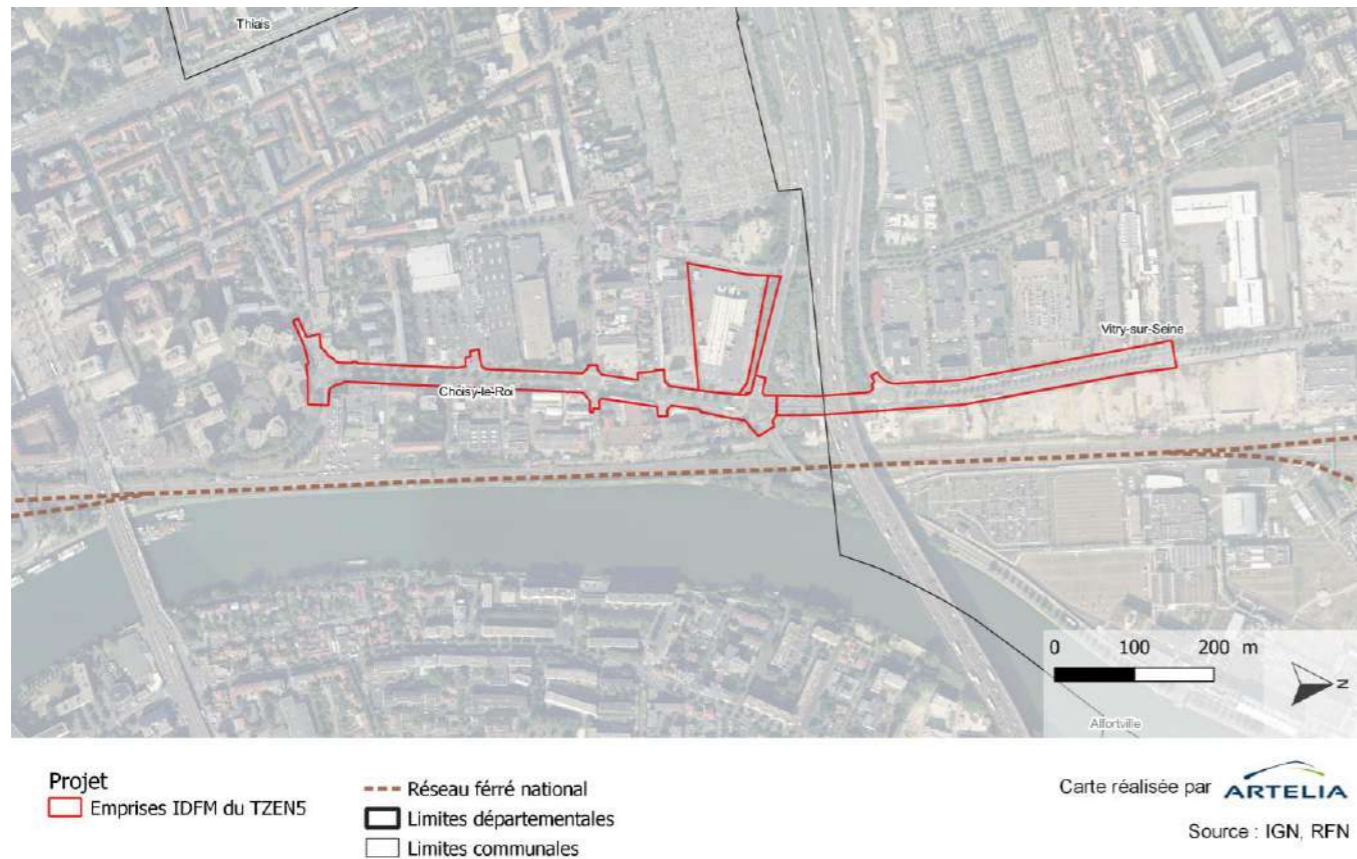 Thiais
Vitry-sur-Seine
Choisy-le-Roi
0 100 200 m
N
Alfortville
Projet
Emprises IDFM du TZEN5
Réseau férré national
Limites départementales
Limites communales
Carte réalisée par ARTELIA
Source : IGN, RFN